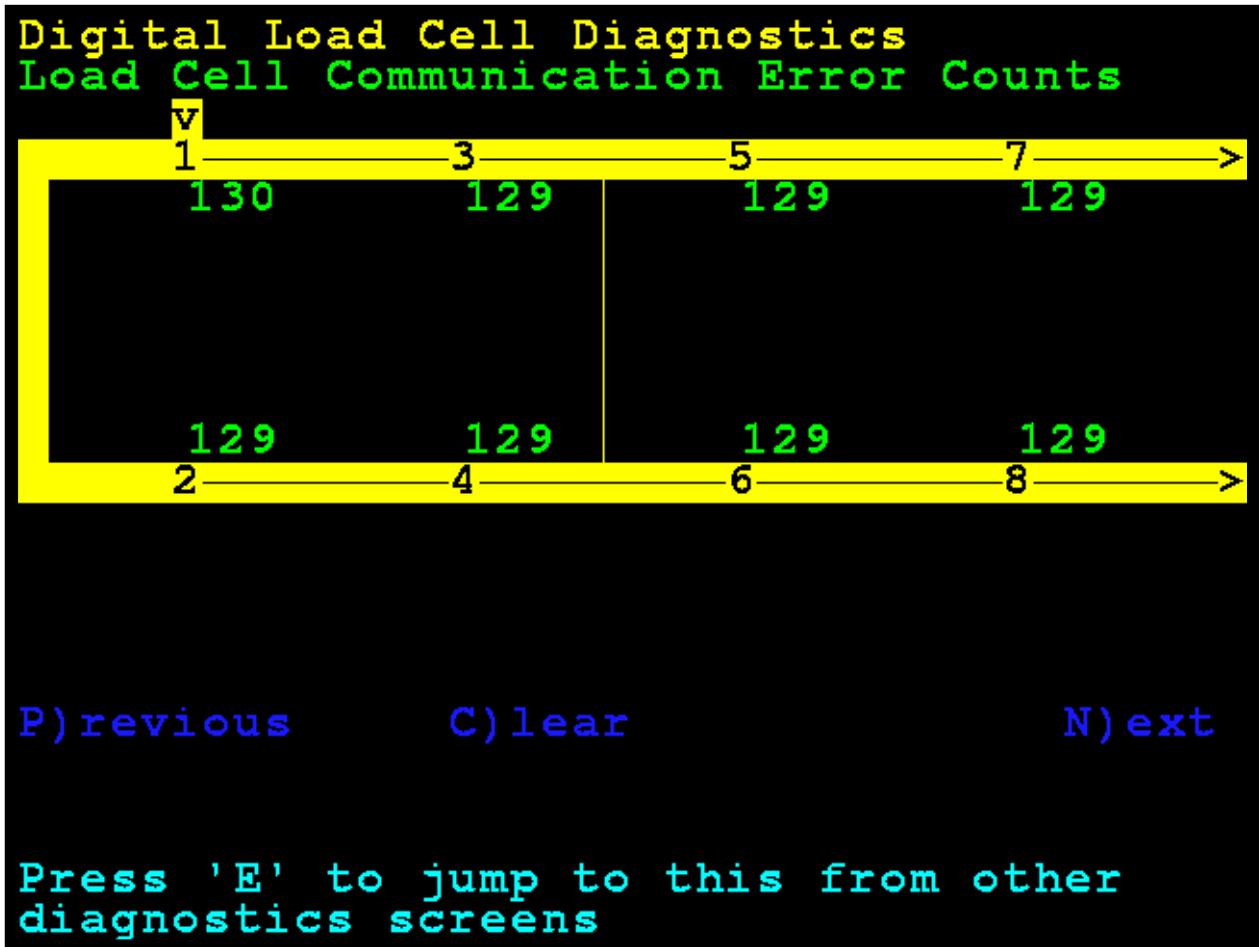 Digital Load Cell Diagnostics
Load Cell Communication Error Counts
v
1 3 5 7 >
130 129 129 129
129 129 129 129
2 4 6 8 >
P)revious C)lear N)ext
Press 'E' to jump to this from other
diagnostics screens